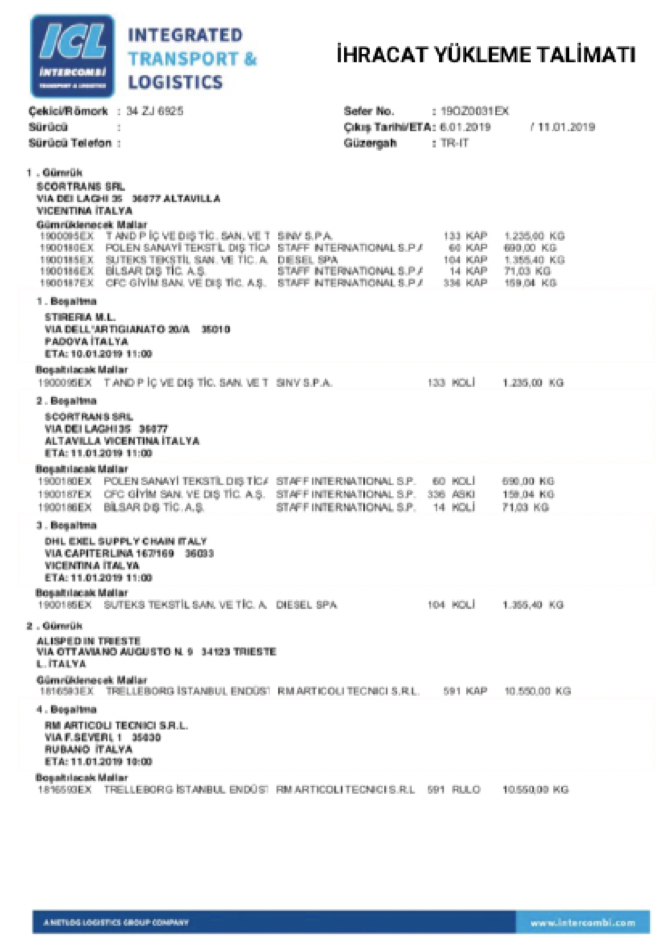 ICL
INTERCOMBİ
TRANSPORT & LOGISTICS
INTEGRATED
TRANSPORT &
LOGISTICS
İHRACAT YÜKLEME TALİMATI
Çekici/Römork : 34 ZJ 6925
Sefer No. : 19OZ0031EX
Sürücü :
Çıkış Tarihi/ETA: 6.01.2019 / 11.01.2019
Sürücü Telefon :
Güzergah : TR-IT
1 . Gümrük
SCORTRANS SRL
VIA DEI LAGHI 35 36077 ALTAVILLA
VICENTINA İTALYA
Gümrüklenecek Mallar
1900095EX T AND P İÇ VE DIŞ TİC. SAN. VE T SINV S.P.A. 133 KAP 1.235,00 KG
1900180EX POLEN SANAYİ TEKSTİL DIŞ TİCA STAFF INTERNATIONAL S.P.A 60 KAP 690,00 KG
1900185EX SUTEKS TEKSTİL SAN. VE TİC. A. DIESEL SPA 104 KAP 1.355,40 KG
1900186EX BİLSAR DIŞ TİC. A.Ş. STAFF INTERNATIONAL S.P.A 14 KAP 71,03 KG
1900187EX CFC GİYİM SAN. VE DIŞ TİC. A.Ş. STAFF INTERNATIONAL S.P.A 336 KAP 159,04 KG
1 . Boşaltma
STIRERIA M.L.
VIA DELL'ARTIGIANATO 20/A 35010
PADOVA İTALYA
ETA: 10.01.2019 11:00
Boşaltılacak Mallar
1900095EX T AND P İÇ VE DIŞ TİC. SAN. VE T SINV S.P.A. 133 KOLİ 1.235,00 KG
2 . Boşaltma
SCORTRANS SRL
VIA DEI LAGHI 35 36077
ALTAVILLA VICENTINA İTALYA
ETA: 11.01.2019 11:00
Boşaltılacak Mallar
1900180EX POLEN SANAYİ TEKSTİL DIŞ TİCA STAFF INTERNATIONAL S.P. 60 KOLİ 690,00 KG
1900187EX CFC GİYİM SAN. VE DIŞ TİC. A.Ş. STAFF INTERNATIONAL S.P. 336 ASKI 159,04 KG
1900186EX BİLSAR DIŞ TİC. A.Ş. STAFF INTERNATIONAL S.P. 14 KOLİ 71,03 KG
3 . Boşaltma
DHL EXEL SUPPLY CHAIN ITALY
VIA CAPITERLINA 167/169 36033
VICENTINA İTALYA
ETA: 11.01.2019 11:00
Boşaltılacak Mallar
1900185EX SUTEKS TEKSTİL SAN. VE TİC. A. DIESEL SPA 104 KOLİ 1.355,40 KG
2 . Gümrük
ALISPED IN TRIESTE
VIA OTTAVIANO AUGUSTO N. 9 34123 TRIESTE
L. İTALYA
Gümrüklenecek Mallar
1816593EX TRELLEBORG İSTANBUL ENDÜST RM ARTICOLI TECNICI S.R.L. 591 KAP 10.550,00 KG
4 . Boşaltma
RM ARTICOLI TECNICI S.R.L.
VIA F.SEVERI, 1 35030
RUBANO İTALYA
ETA: 11.01.2019 10:00
Boşaltılacak Mallar
1816593EX TRELLEBORG İSTANBUL ENDÜST RM ARTICOLI TECNICI S.R.L 591 RULO 10.550,00 KG
A NETLOG LOGISTICS GROUP COMPANY
www.intercombi.com